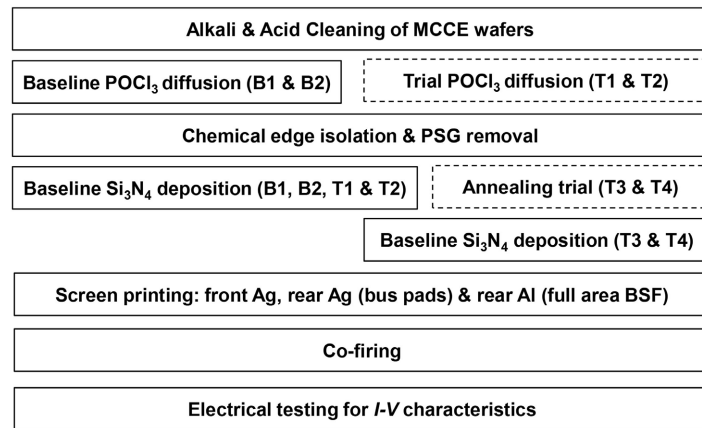 Alkali & Acid Cleaning of MCCE wafers
Baseline POCl₃ diffusion (B1 & B2)
Trial POCl₃ diffusion (T1 & T2)
Chemical edge isolation & PSG removal
Baseline Si₃N₄ deposition (B1, B2, T1 & T2)
Annealing trial (T3 & T4)
Baseline Si₃N₄ deposition (T3 & T4)
Screen printing: front Ag, rear Ag (bus pads) & rear Al (full area BSF)
Co-firing
Electrical testing for I-V characteristics